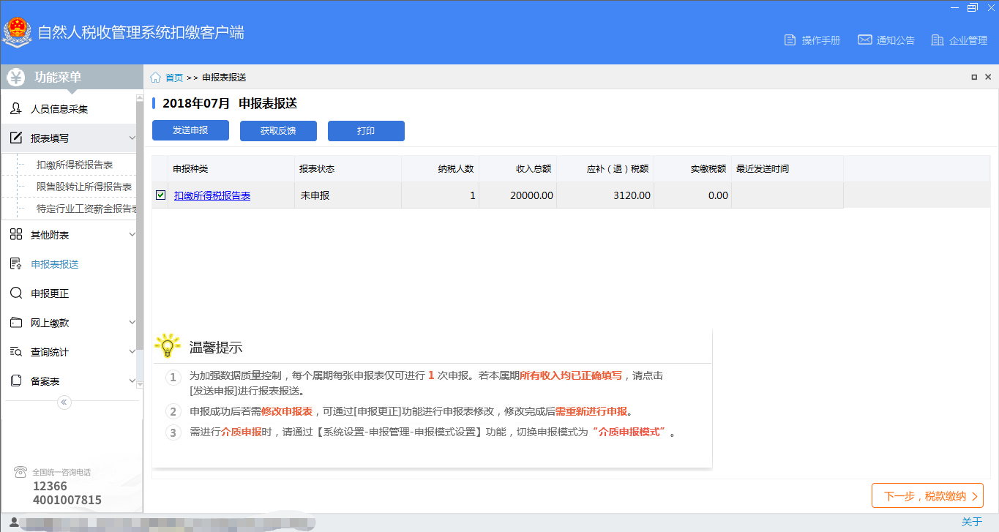 自然人税收管理系统扣缴客户端
操作手册 通知公告 企业管理
功能菜单
人员信息采集
报表填写
扣缴所得税报告表
限售股转让所得报告表
特定行业工资薪金报告表
其他附表
申报表报送
申报更正
网上缴款
查询统计
备案表
全国统一咨询电话
12366
4001007815
首页 >> 申报表报送
2018年07月 申报表报送
发送申报 获取反馈 打印
申报种类 报表状态 纳税人数 收入总额 应补（退）税额 实缴税额 最近发送时间
扣缴所得税报告表 未申报 1 20000.00 3120.00 0.00
温馨提示
1 为加强数据质量控制，每个属期每张申报表仅可进行 1 次申报。若本属期所有收入均已正确填写，请点击
[发送申报]进行报表报送。
2 申报成功后若需修改申报表，可通过[申报更正]功能进行申报表修改，修改完成后需重新进行申报。
3 需进行介质申报时，请通过【系统设置-申报管理-申报模式设置】功能，切换申报模式为“介质申报模式”。
下一步，税款缴纳
关于